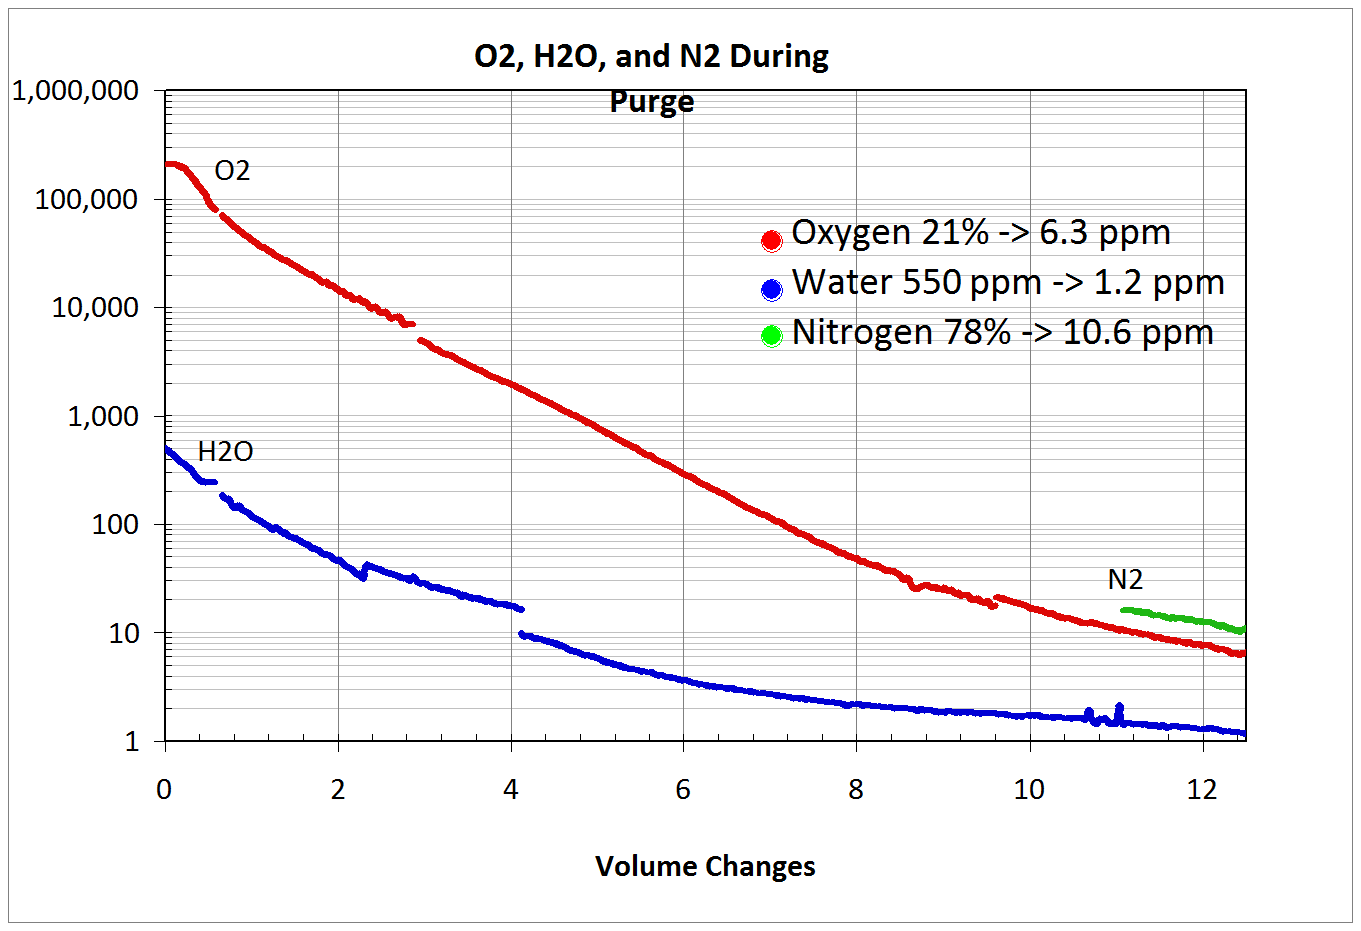 O2, H2O, and N2 During
Purge
1,000,000
100,000
10,000
1,000
100
10
1
O2
H2O
N2
Oxygen 21% -> 6.3 ppm
Water 550 ppm -> 1.2 ppm
Nitrogen 78% -> 10.6 ppm
0 2 4 6 8 10 12
Volume Changes